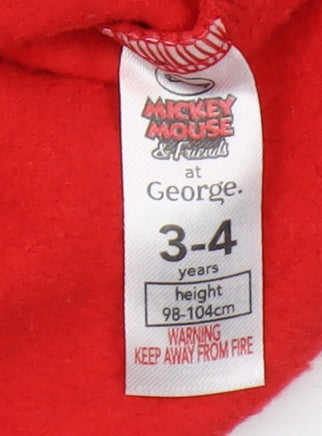 MICKEY
MOUSE
& Friends
at
George.
3-4
years
height
98-104cm
WARNING
KEEP AWAY FROM FIRE